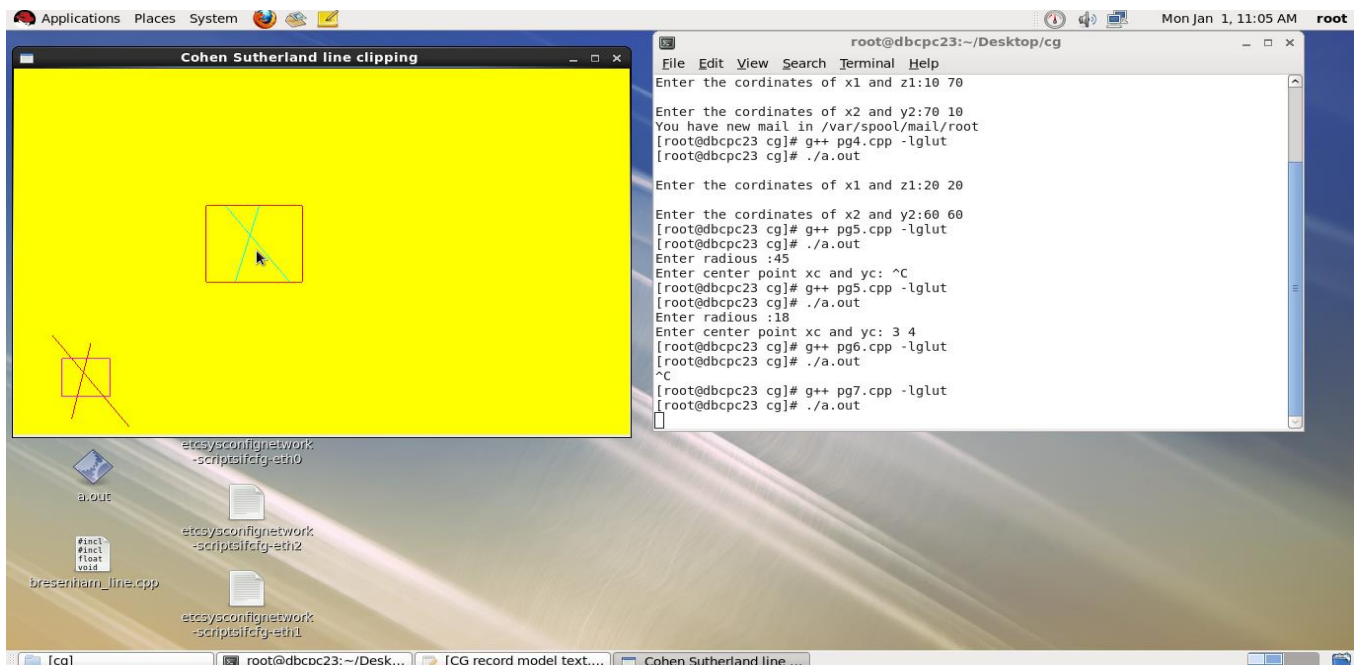 Applications Places System
Mon Jan 1, 11:05 AM root
Cohen Sutherland line clipping
root@dbcpc23:~/Desktop/cg
File Edit View Search Terminal Help
Enter the cordinates of x1 and z1:10 70
Enter the cordinates of x2 and y2:70 10
You have new mail in /var/spool/mail/root
[root@dbcpc23 cg]# g++ pg4.cpp -lglut
[root@dbcpc23 cg]# ./a.out
Enter the cordinates of x1 and z1:20 20
Enter the cordinates of x2 and y2:60 60
[root@dbcpc23 cg]# g++ pg5.cpp -lglut
[root@dbcpc23 cg]# ./a.out
Enter radious :45
Enter center point xc and yc: ^C
[root@dbcpc23 cg]# g++ pg5.cpp -lglut
[root@dbcpc23 cg]# ./a.out
Enter radious :18
Enter center point xc and yc: 3 4
[root@dbcpc23 cg]# g++ pg6.cpp -lglut
[root@dbcpc23 cg]# ./a.out
^C
[root@dbcpc23 cg]# g++ pg7.cpp -lglut
[root@dbcpc23 cg]# ./a.out
etcsysconfignetwork
-scriptsifcfg-eth0
a.out
etcsysconfignetwork
-scriptsifcfg-eth2
#incl
#incl
float
void
bresenham_line.cpp
etcsysconfignetwork
-scriptsifcfg-eth1
[cg]
root@dbcpc23:~/Desk...
[CG record model text....
Cohen Sutherland line ...